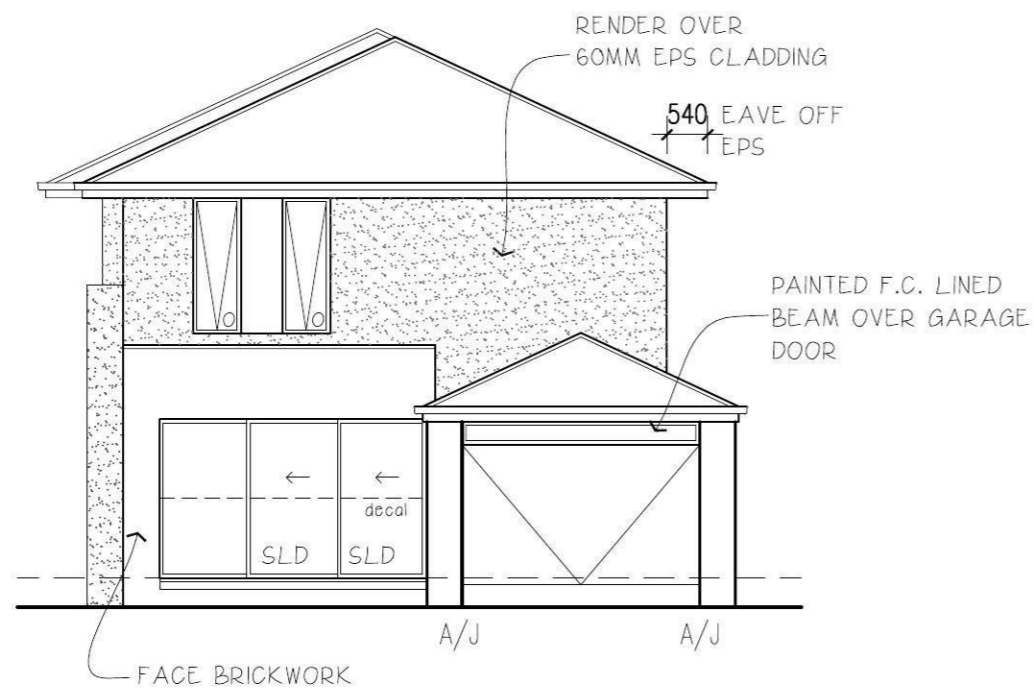 RENDER OVER
60MM EPS CLADDING
540 EAVE OFF
EPS
PAINTED F.C. LINED
BEAM OVER GARAGE
DOOR
decal
SLD SLD
A/J A/J
FACE BRICKWORK